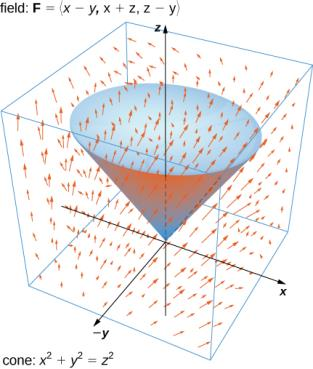 field: F = ⟨x − y, x + z, z − y⟩
z
x
−y
cone: x² + y² = z²